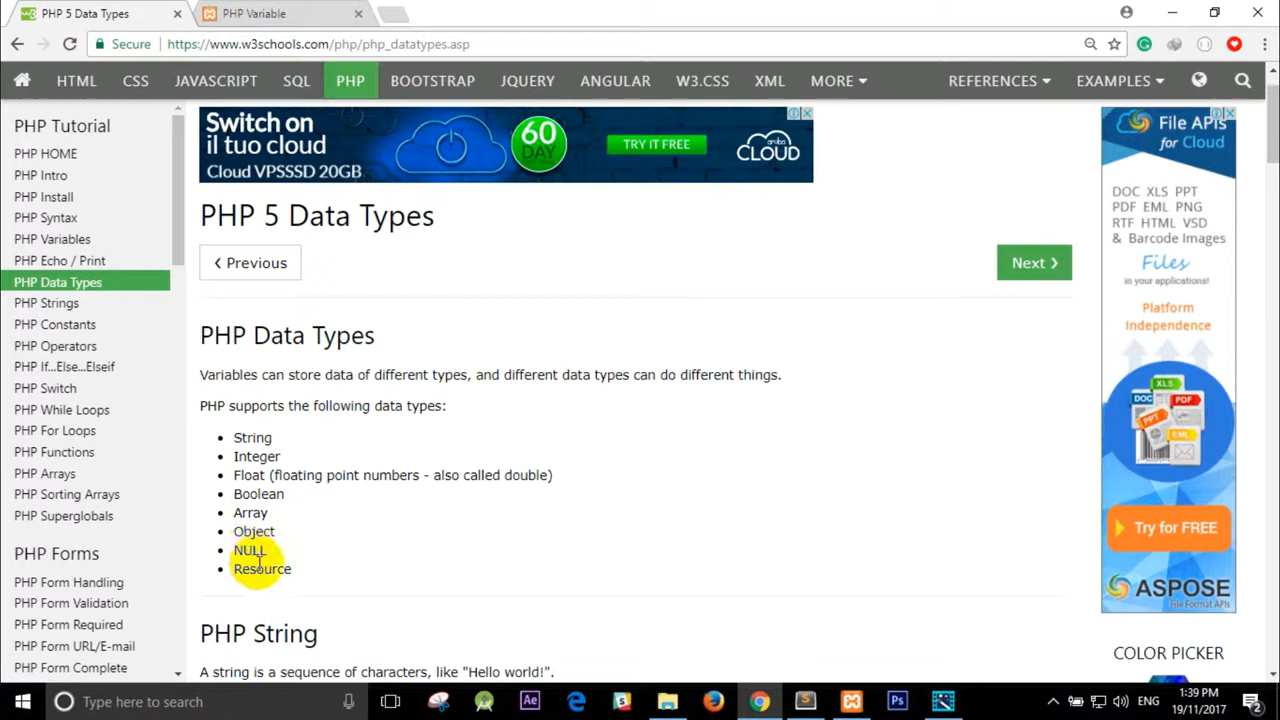 PHP 5 Data Types
PHP Variable
Secure
https://www.w3schools.com/php/php_datatypes.asp
HTML CSS JAVASCRIPT SQL PHP BOOTSTRAP JQUERY ANGULAR W3.CSS XML MORE REFERENCES EXAMPLES
PHP Tutorial
PHP HOME
PHP Intro
PHP Install
PHP Syntax
PHP Variables
PHP Echo / Print
PHP Data Types
PHP Strings
PHP Constants
PHP Operators
PHP If...Else...Elseif
PHP Switch
PHP While Loops
PHP For Loops
PHP Functions
PHP Arrays
PHP Sorting Arrays
PHP Superglobals
PHP Forms
PHP Form Handling
PHP Form Validation
PHP Form Required
PHP Form URL/E-mail
PHP Form Complete
Switch on
il tuo cloud
Cloud VPSSSD 20GB
60
DAY
TRY IT FREE
aruba
CLOUD
PHP 5 Data Types
❮ Previous
Next ❯
PHP Data Types
Variables can store data of different types, and different data types can do different things.
PHP supports the following data types:
• String
• Integer
• Float (floating point numbers - also called double)
• Boolean
• Array
• Object
• NULL
• Resource
PHP String
A string is a sequence of characters, like "Hello world!".
File APIs
for Cloud
DOC XLS PPT
PDF EML PNG
RTF HTML VSD
& Barcode Images
Files
in your applications!
Platform
Independence
XLS
DOC
PDF
PPT
EML
Try for FREE
ASPOSE
File Format APIs
COLOR PICKER
Type here to search
Ae
Ps
ENG
1:39 PM
19/11/2017
2